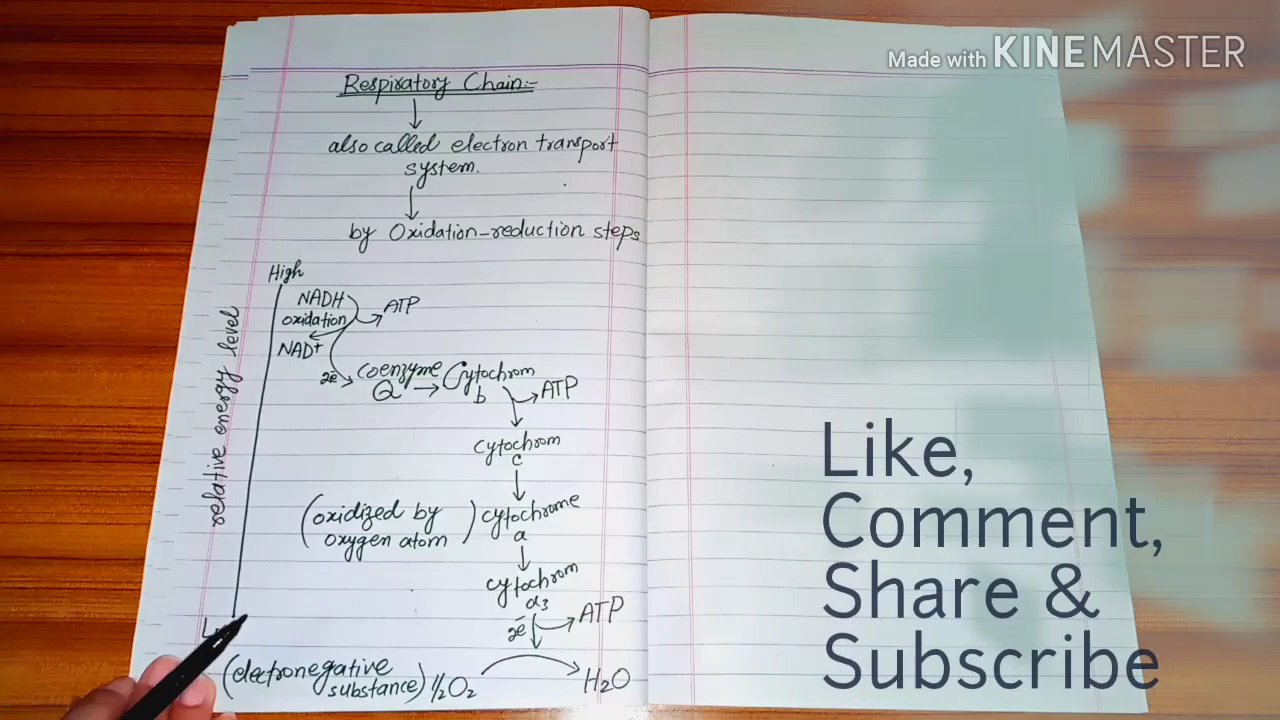 Made with KINEMASTER
Respiratory Chain:-
also called electron transport
system.
by Oxidation-reduction steps
High
relative energy level
NADH
oxidation
NAD+
ATP
2e-
coenzyme
Q
Cytochrom
b
ATP
cytochrom
c
(oxidized by
oxygen atom)
cytochrome
a
cytochrom
a3
2e-
ATP
(electronegative
substance) 1/2O2
H2O
Like,
Comment,
Share &
Subscribe